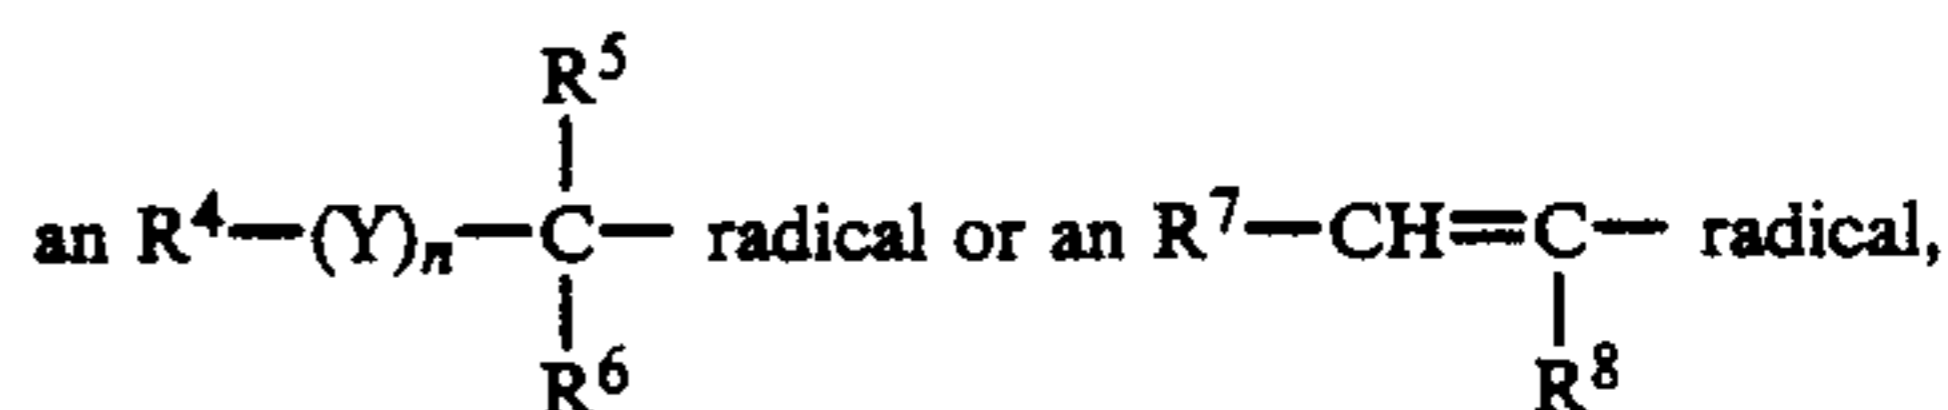 R⁵
an R⁴—(Y)ₙ—C— radical or an R⁷—CH=C— radical,
R⁶ R⁸